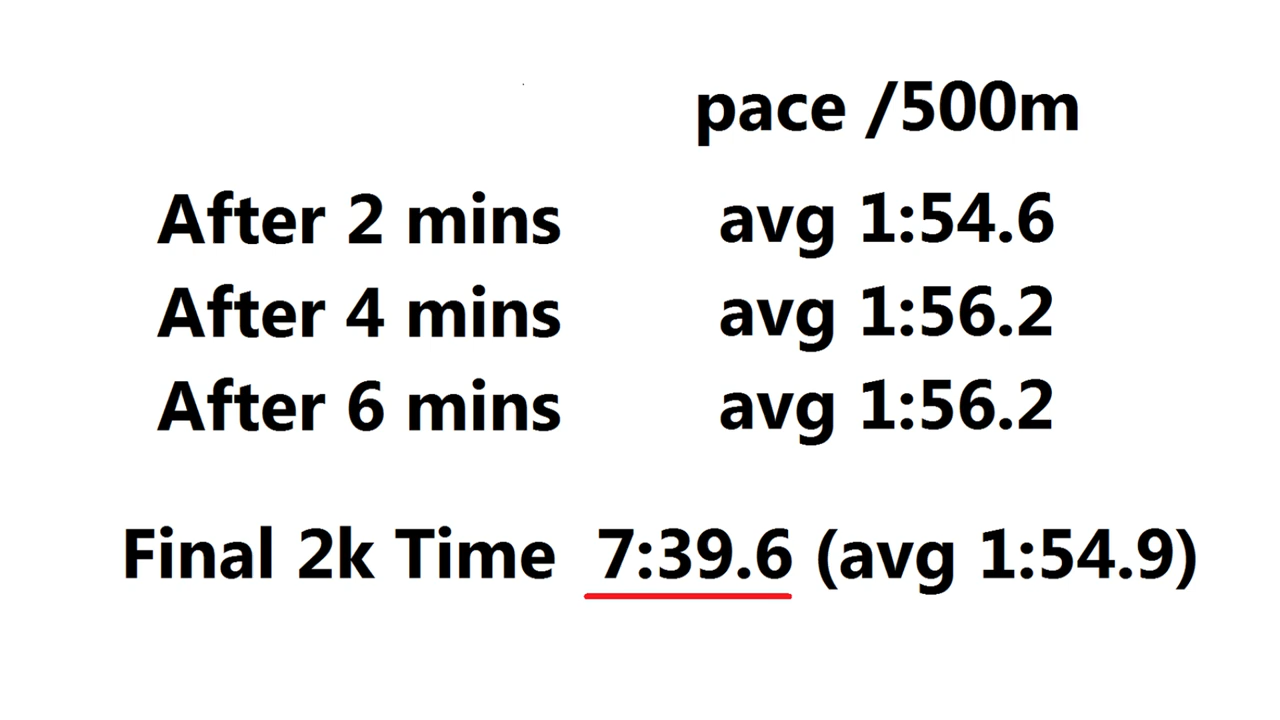 pace /500m
After 2 mins avg 1:54.6
After 4 mins avg 1:56.2
After 6 mins avg 1:56.2
Final 2k Time 7:39.6 (avg 1:54.9)